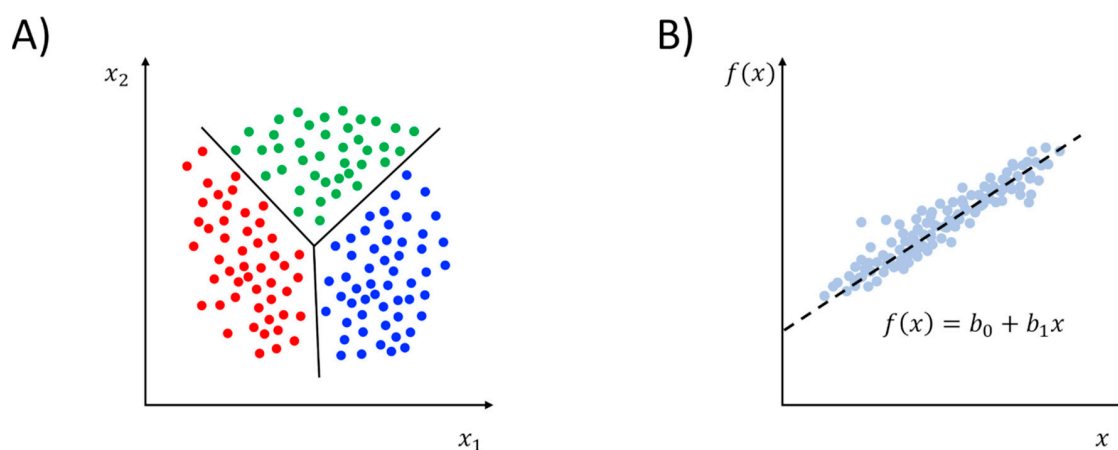 A)
x₂
x₁
B)
f(x)
f(x) = b₀ + b₁x
x